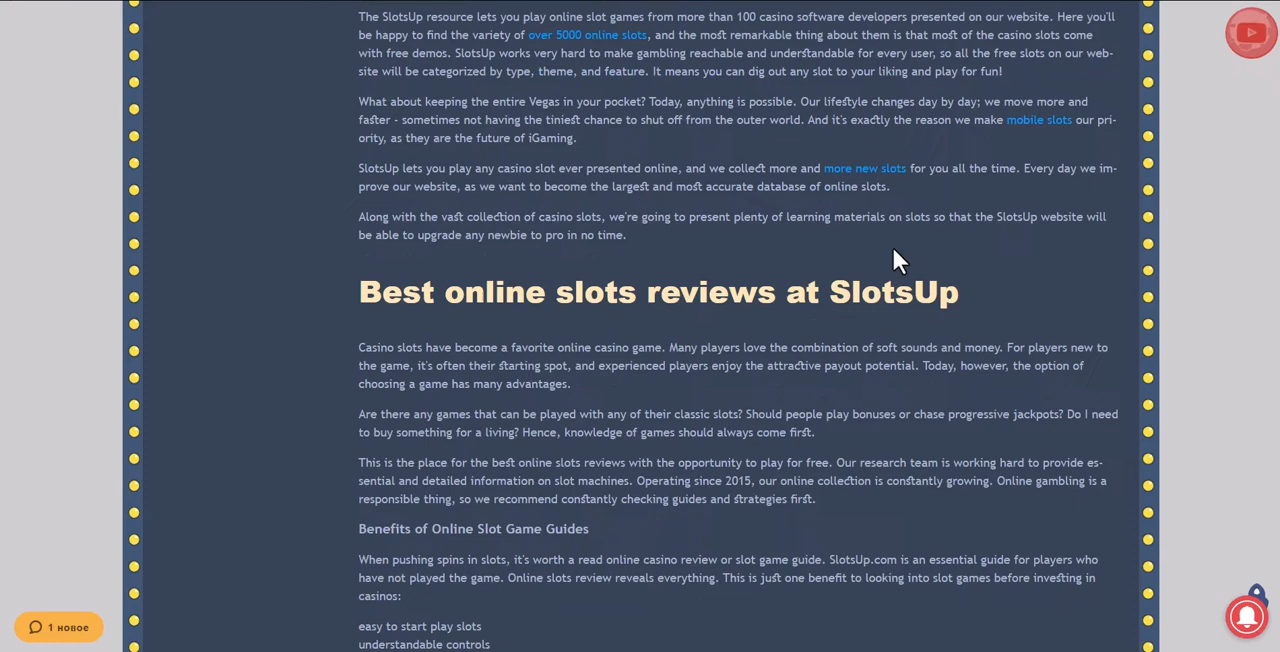 The SlotsUp resource lets you play online slot games from more than 100 casino software developers presented on our website. Here you'll
be happy to find the variety of over 5000 online slots, and the most remarkable thing about them is that most of the casino slots come
with free demos. SlotsUp works very hard to make gambling reachable and understandable for every user, so all the free slots on our web-
site will be categorized by type, theme, and feature. It means you can dig out any slot to your liking and play for fun!
What about keeping the entire Vegas in your pocket? Today, anything is possible. Our lifestyle changes day by day; we move more and
faster - sometimes not having the tiniest chance to shut off from the outer world. And it's exactly the reason we make mobile slots our pri-
ority, as they are the future of iGaming.
SlotsUp lets you play any casino slot ever presented online, and we collect more and more new slots for you all the time. Every day we im-
prove our website, as we want to become the largest and most accurate database of online slots.
Along with the vast collection of casino slots, we're going to present plenty of learning materials on slots so that the SlotsUp website will
be able to upgrade any newbie to pro in no time.
Best online slots reviews at SlotsUp
Casino slots have become a favorite online casino game. Many players love the combination of soft sounds and money. For players new to
the game, it's often their starting spot, and experienced players enjoy the attractive payout potential. Today, however, the option of
choosing a game has many advantages.
Are there any games that can be played with any of their classic slots? Should people play bonuses or chase progressive jackpots? Do I need
to buy something for a living? Hence, knowledge of games should always come first.
This is the place for the best online slots reviews with the opportunity to play for free. Our research team is working hard to provide es-
sential and detailed information on slot machines. Operating since 2015, our online collection is constantly growing. Online gambling is a
responsible thing, so we recommend constantly checking guides and strategies first.
Benefits of Online Slot Game Guides
When pushing spins in slots, it's worth a read online casino review or slot game guide. SlotsUp.com is an essential guide for players who
have not played the game. Online slots review reveals everything. This is just one benefit to looking into slot games before investing in
casinos:
easy to start play slots
understandable controls
1 новое